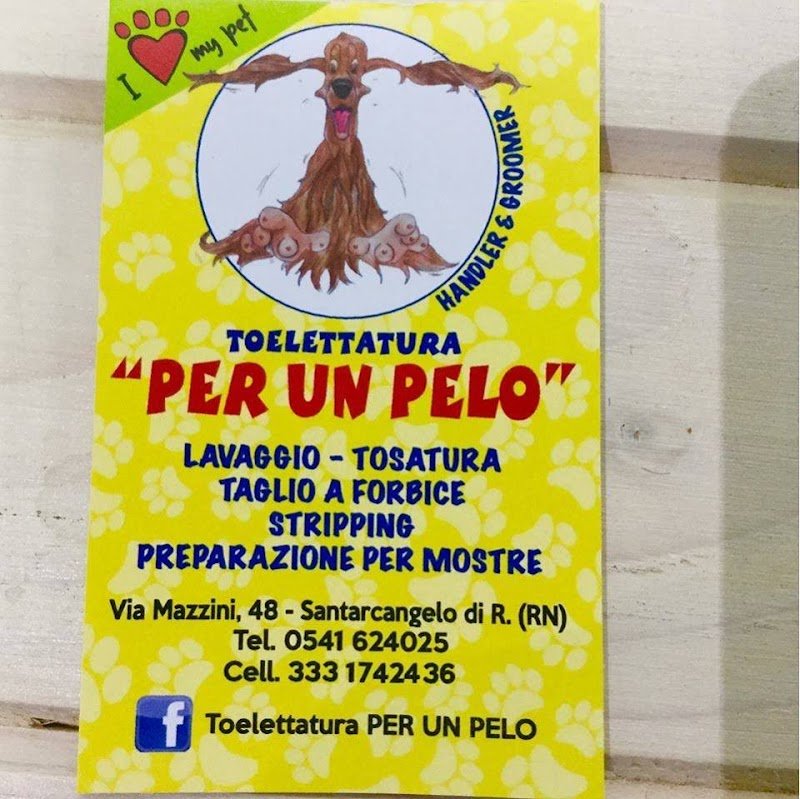 I my pet
HANDLER & GROOMER
TOELETTATURA
"PER UN PELO"
LAVAGGIO - TOSATURA
TAGLIO A FORBICE
STRIPPING
PREPARAZIONE PER MOSTRE
Via Mazzini, 48 - Santarcangelo di R. (RN)
Tel. 0541 624025
Cell. 333 1742436
f Toelettatura PER UN PELO